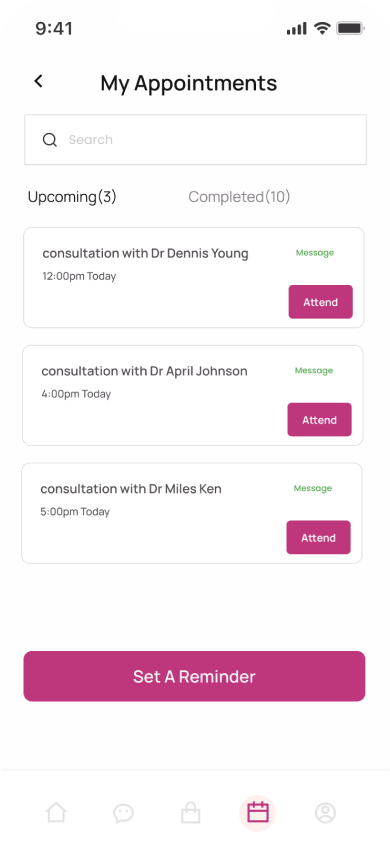 9:41
My Appointments
Search
Upcoming(3) Completed(10)
consultation with Dr Dennis Young Message
12:00pm Today
Attend
consultation with Dr April Johnson Message
4:00pm Today
Attend
consultation with Dr Miles Ken Message
5:00pm Today
Attend
Set A Reminder